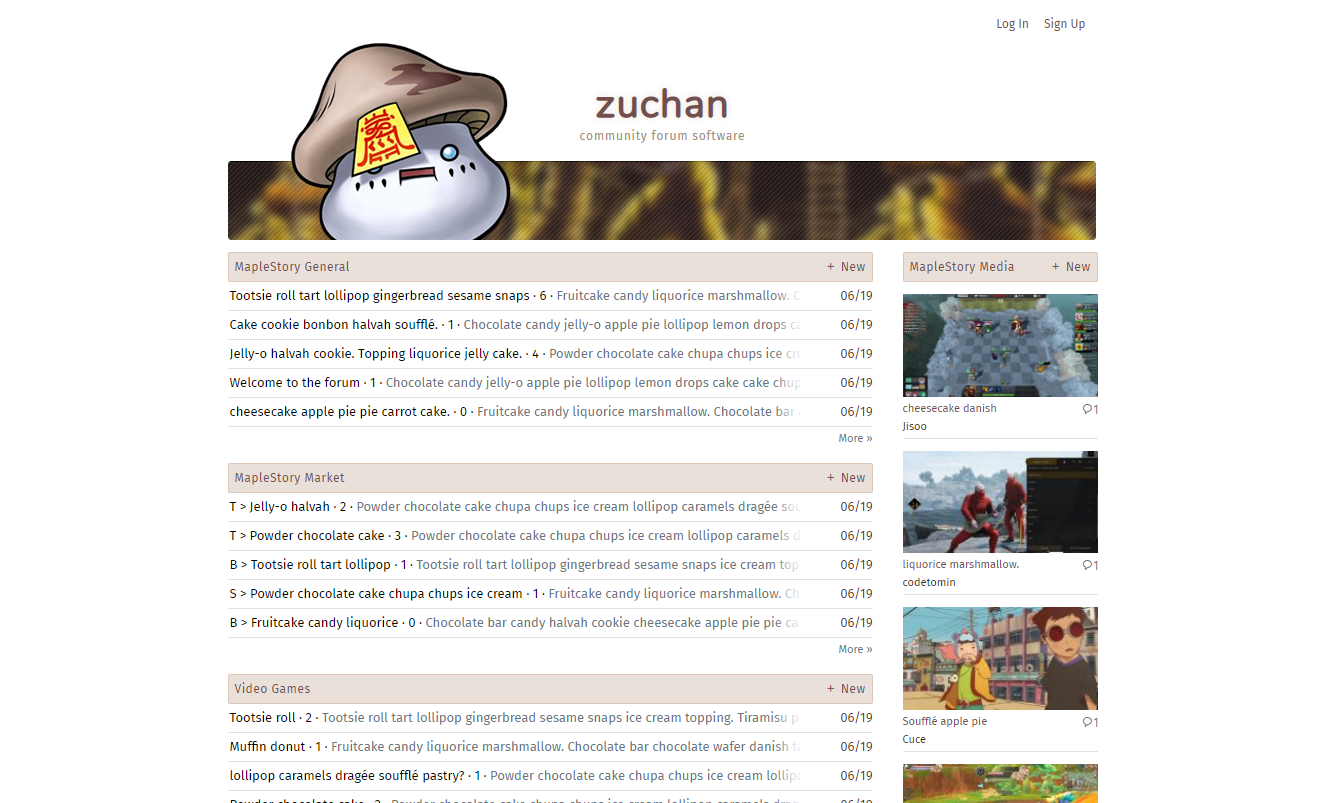 Log In Sign Up
zuchan
community forum software
MapleStory General + New
Tootsie roll tart lollipop gingerbread sesame snaps · 6 · Fruitcake candy liquorice marshmallow. C 06/19
Cake cookie bonbon halvah soufflé. · 1 · Chocolate candy jelly-o apple pie lollipop lemon drops ca 06/19
Jelly-o halvah cookie. Topping liquorice jelly cake. · 4 · Powder chocolate cake chupa chups ice cre 06/19
Welcome to the forum · 1 · Chocolate candy jelly-o apple pie lollipop lemon drops cake cake chup 06/19
cheesecake apple pie pie carrot cake. · 0 · Fruitcake candy liquorice marshmallow. Chocolate bar 06/19
More »
MapleStory Market + New
T > Jelly-o halvah · 2 · Powder chocolate cake chupa chups ice cream lollipop caramels dragée sou 06/19
T > Powder chocolate cake · 3 · Powder chocolate cake chupa chups ice cream lollipop caramels d 06/19
B > Tootsie roll tart lollipop · 1 · Tootsie roll tart lollipop gingerbread sesame snaps ice cream top 06/19
S > Powder chocolate cake chupa chups ice cream · 1 · Fruitcake candy liquorice marshmallow. Ch 06/19
B > Fruitcake candy liquorice · 0 · Chocolate bar candy halvah cookie cheesecake apple pie pie ca 06/19
More »
Video Games + New
Tootsie roll · 2 · Tootsie roll tart lollipop gingerbread sesame snaps ice cream topping. Tiramisu p 06/19
Muffin donut · 1 · Fruitcake candy liquorice marshmallow. Chocolate bar chocolate wafer danish ta 06/19
lollipop caramels dragée soufflé pastry? · 1 · Powder chocolate cake chupa chups ice cream lollipo 06/19
MapleStory Media + New
cheesecake danish 1
Jisoo
liquorice marshmallow. 1
codetomin
Soufflé apple pie 1
Cuce